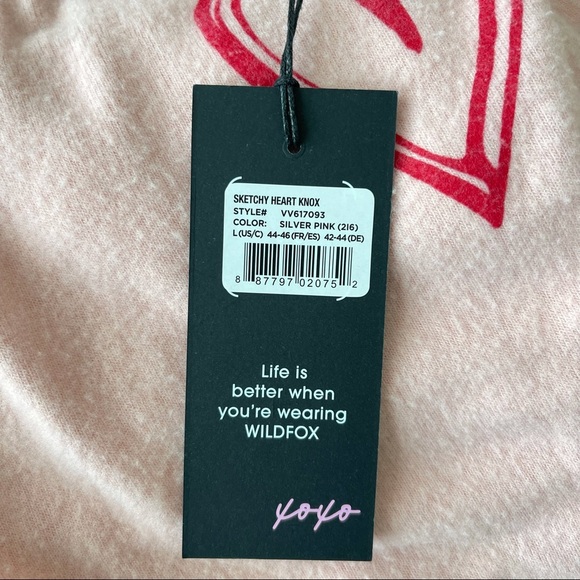 SKETCHY HEART KNOX
STYLE# VV617093
COLOR: SILVER PINK (2I6)
L(US/C) 44-46(FR/ES) 42-44(DE)
8 87797 02075 2
Life is
better when
you're wearing
WILDFOX
xoxo